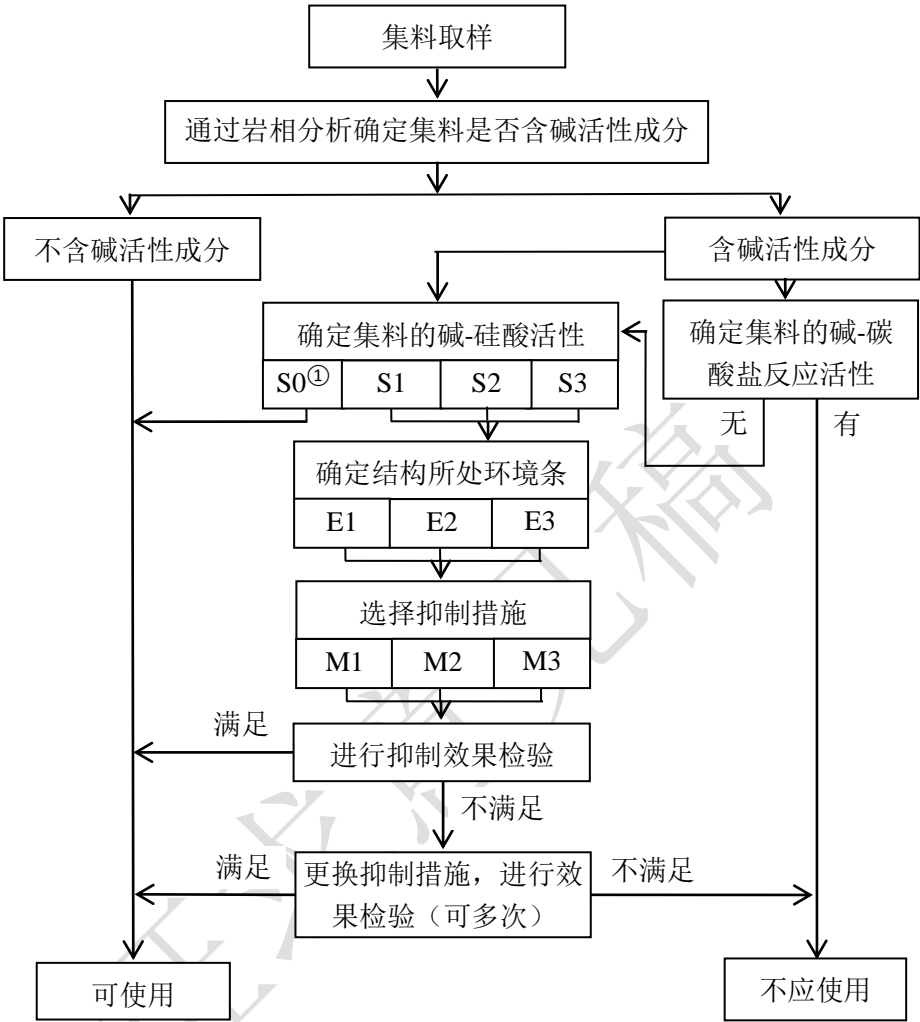 集料取样
通过岩相分析确定集料是否含碱活性成分
不含碱活性成分
含碱活性成分
确定集料的碱-硅酸活性
S0① S1 S2 S3
确定集料的碱-碳
酸盐反应活性
无
有
确定结构所处环境条
E1 E2 E3
选择抑制措施
M1 M2 M3
满足
进行抑制效果检验
不满足
满足
更换抑制措施，进行效
果检验（可多次）
不满足
可使用
不应使用
征求意见稿